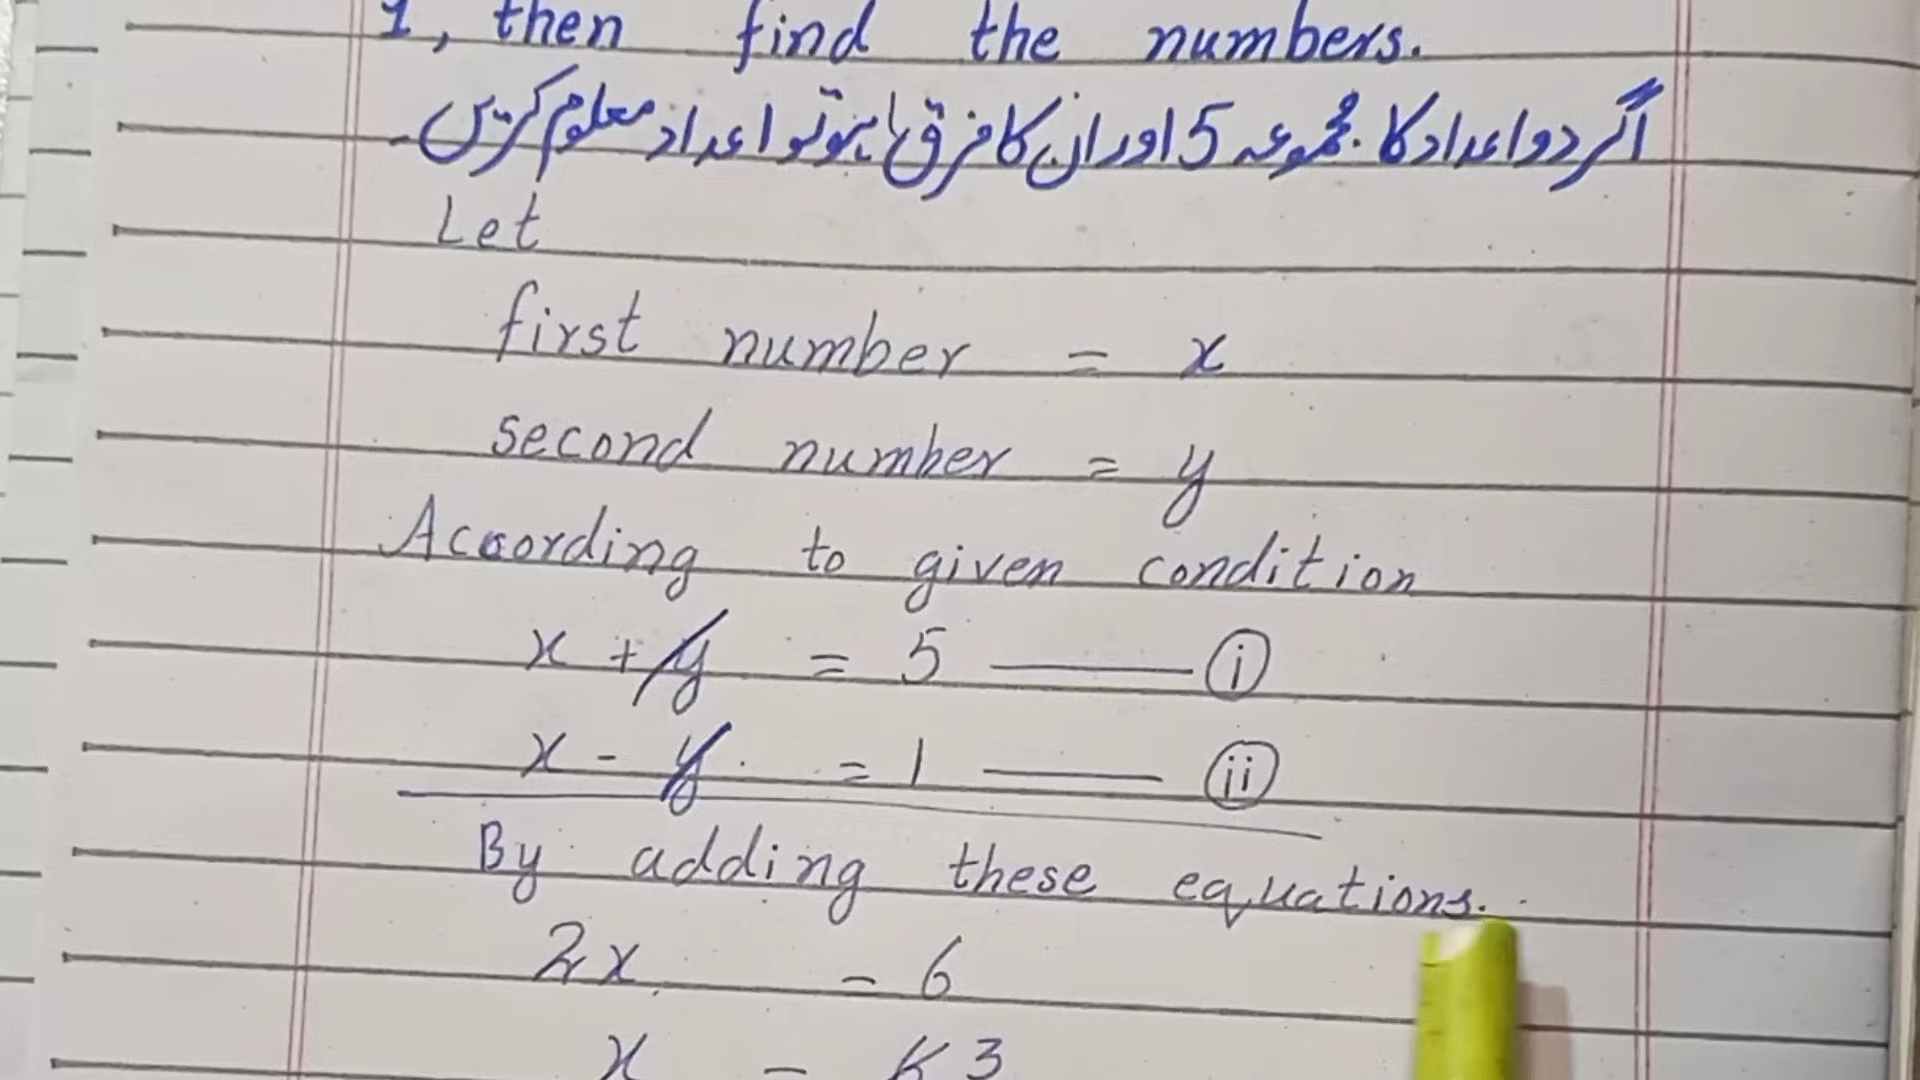 1, then find the numbers.
اگر دو اعداد کا مجموعہ 5 اور ان کا فرق 1 ہو تو اعداد معلوم کریں۔
Let
first number = x
second number = y
According to given condition
x + y = 5 —— (i)
x - y = 1 —— (ii)
By adding these equations.
2x = 6
x = 6 3